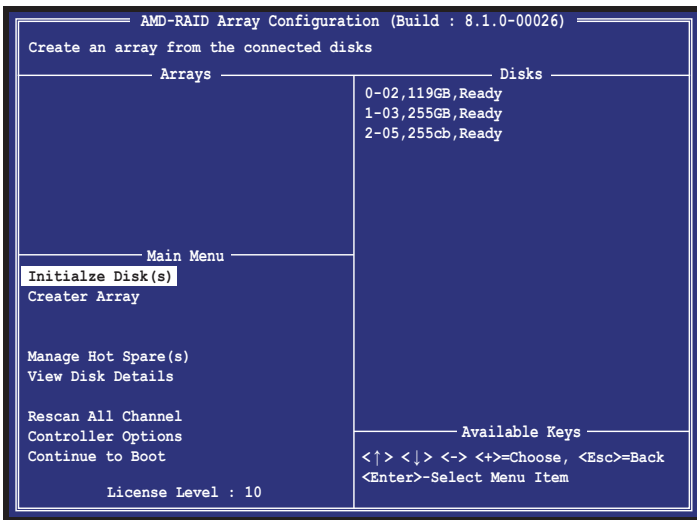 AMD-RAID Array Configuration (Build : 8.1.0-00026)
Create an array from the connected disks
Arrays
Disks
0-02,119GB,Ready
1-03,255GB,Ready
2-05,255cb,Ready
Main Menu
Initialze Disk(s)
Creater Array
Manage Hot Spare(s)
View Disk Details
Rescan All Channel
Controller Options
Continue to Boot
License Level : 10
Available Keys
<↑> <↓> <-> <+>=Choose, <Esc>=Back
<Enter>-Select Menu Item